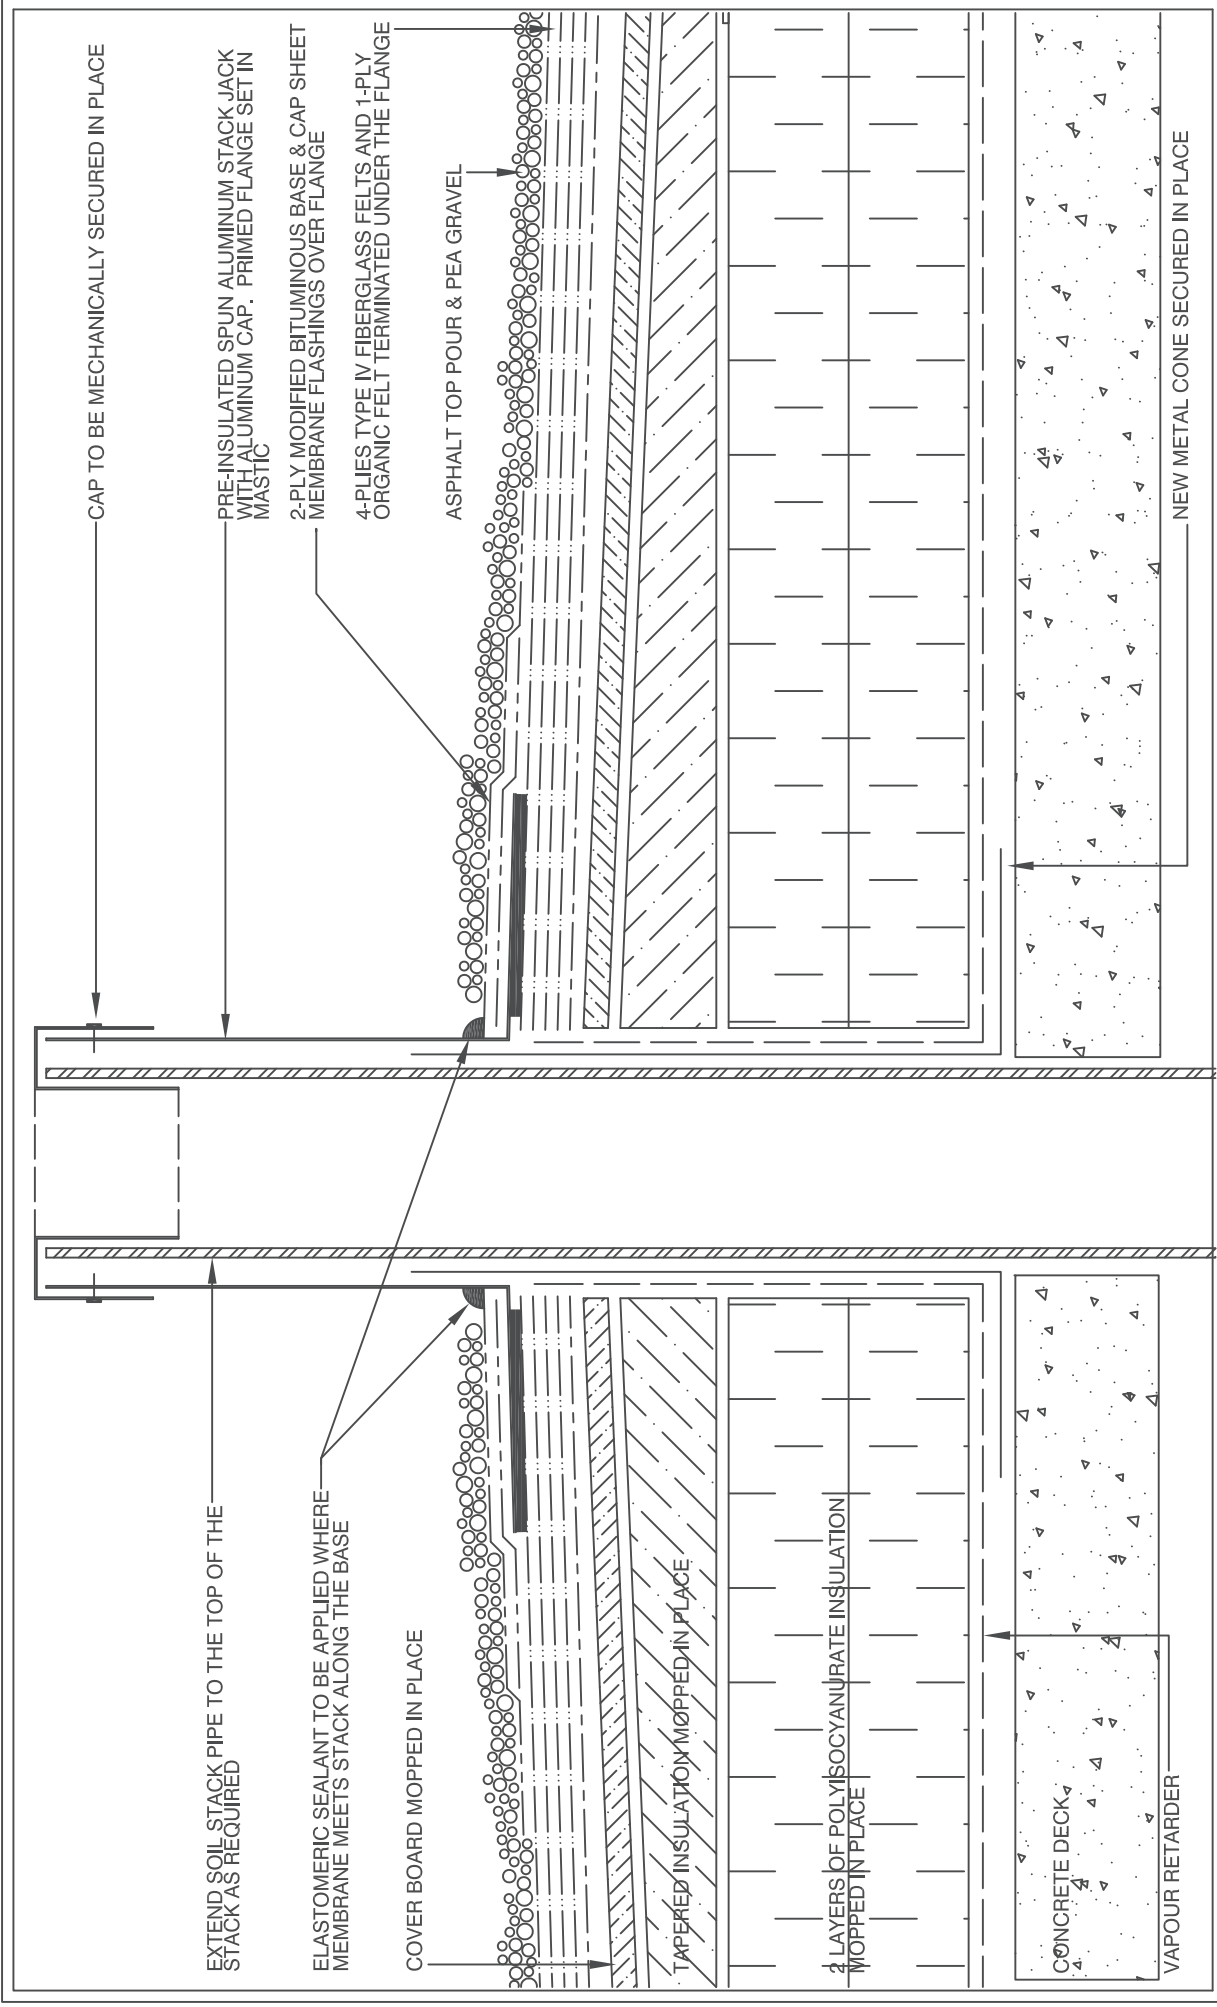 EXTEND SOIL STACK PIPE TO THE TOP OF THE
STACK AS REQUIRED
ELASTOMERIC SEALANT TO BE APPLIED WHERE
MEMBRANE MEETS STACK ALONG THE BASE
COVER BOARD MOPPED IN PLACE
TAPERED INSULATION MOPPED IN PLACE
2 LAYERS OF POLYISOCYANURATE INSULATION
MOPPED IN PLACE
CONCRETE DECK
VAPOUR RETARDER
CAP TO BE MECHANICALLY SECURED IN PLACE
PRE-INSULATED SPUN ALUMINUM STACK JACK
WITH ALUMINUM CAP. PRIMED FLANGE SET IN
MASTIC
2-PLY MODIFIED BITUMINOUS BASE & CAP SHEET
MEMBRANE FLASHINGS OVER FLANGE
4-PLIES TYPE IV FIBERGLASS FELTS AND 1-PLY
ORGANIC FELT TERMINATED UNDER THE FLANGE
ASPHALT TOP POUR & PEA GRAVEL
NEW METAL CONE SECURED IN PLACE